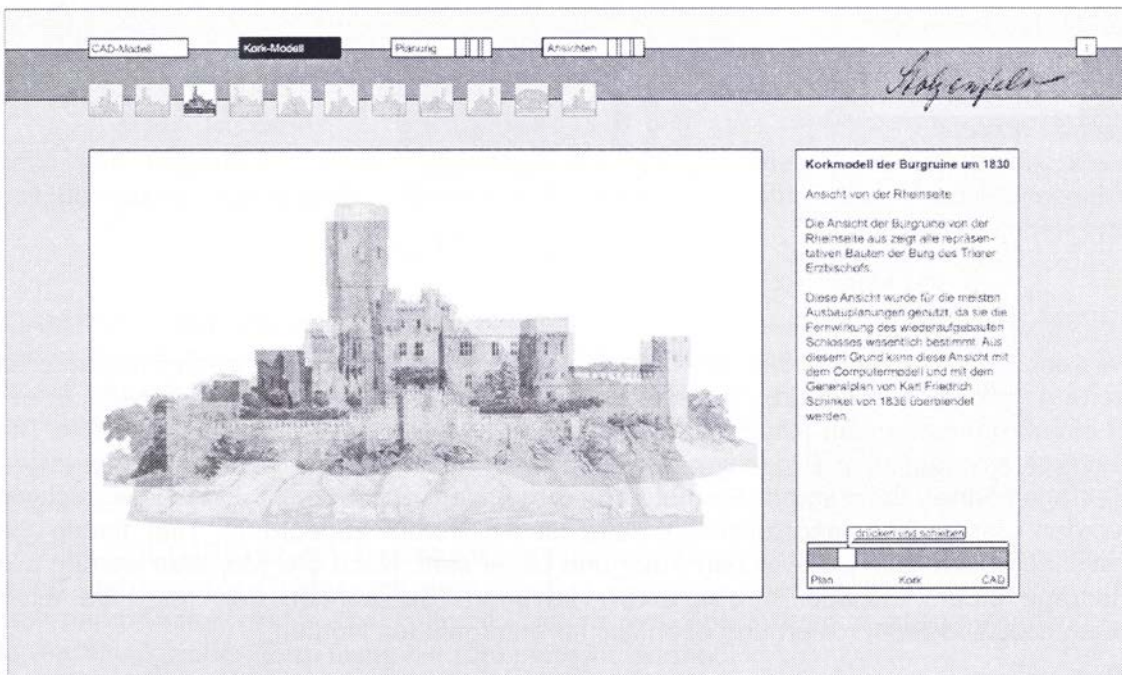 CAD-Modell
Kork-Modell
Planung
Ansichten
i
Stolzenfels
Korkmodell der Burgruine um 1830
Ansicht von der Rheinseite
Die Ansicht der Burgruine von der
Rheinseite aus zeigt alle repräsen-
tativen Bauten der Burg des Trierer
Erzbischofs.
Diese Ansicht wurde für die meisten
Ausbauplanungen genutzt, da sie die
Fernwirkung des wiederaufgebauten
Schlosses wesentlich bestimmt. Aus
diesem Grund kann diese Ansicht mit
dem Computermodell und mit dem
Generalplan von Karl Friedrich
Schinkel von 1836 überblendet
werden.
drücken und schieben
Plan Kork CAD